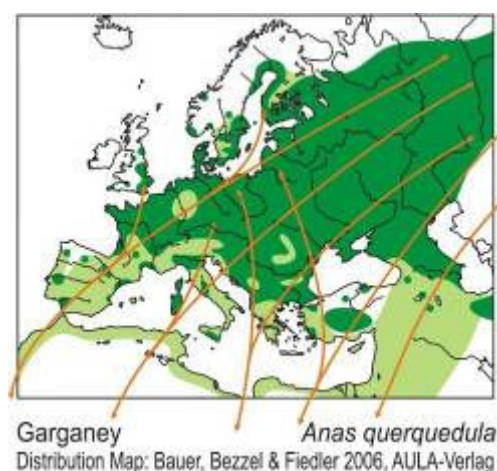 Garganey Anas querquedula
Distribution Map: Bauer, Bezzel & Fiedler 2006, AULA-Verlag